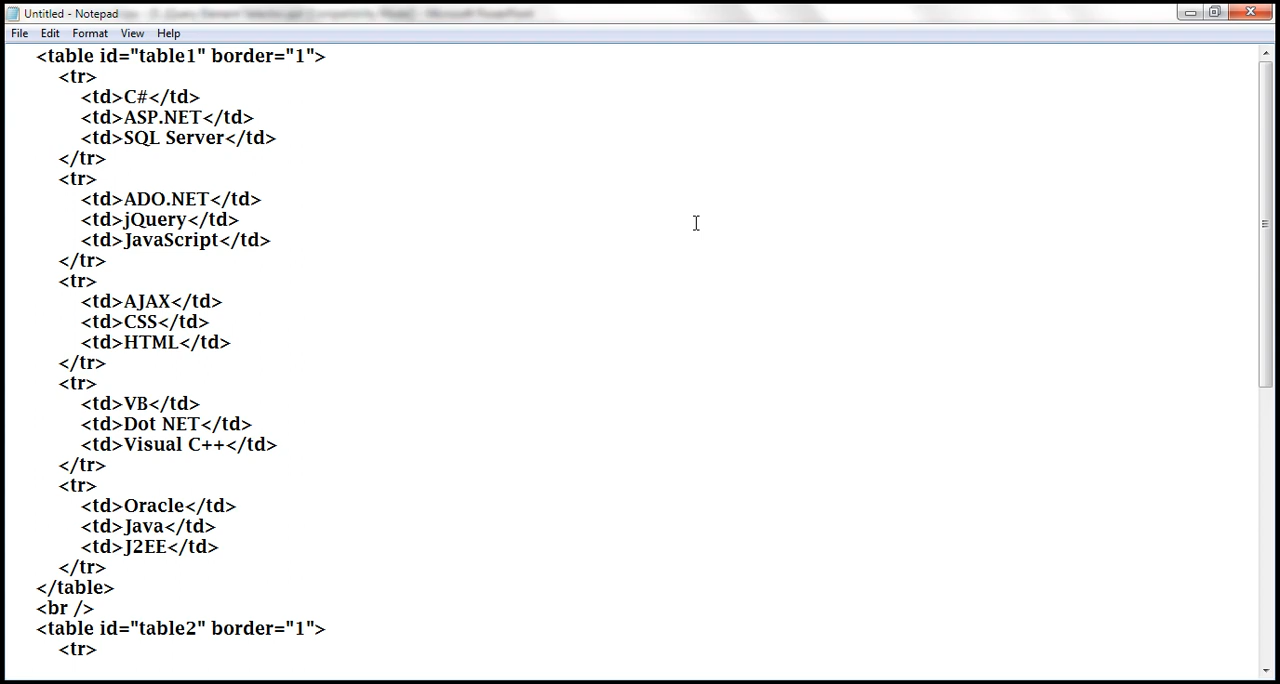 Untitled - Notepad
File Edit Format View Help
<table id="table1" border="1">
<tr>
<td>C#</td>
<td>ASP.NET</td>
<td>SQL Server</td>
</tr>
<tr>
<td>ADO.NET</td>
<td>jQuery</td>
<td>JavaScript</td>
</tr>
<tr>
<td>AJAX</td>
<td>CSS</td>
<td>HTML</td>
</tr>
<tr>
<td>VB</td>
<td>Dot NET</td>
<td>Visual C++</td>
</tr>
<tr>
<td>Oracle</td>
<td>Java</td>
<td>J2EE</td>
</tr>
</table>
<br />
<table id="table2" border="1">
<tr>